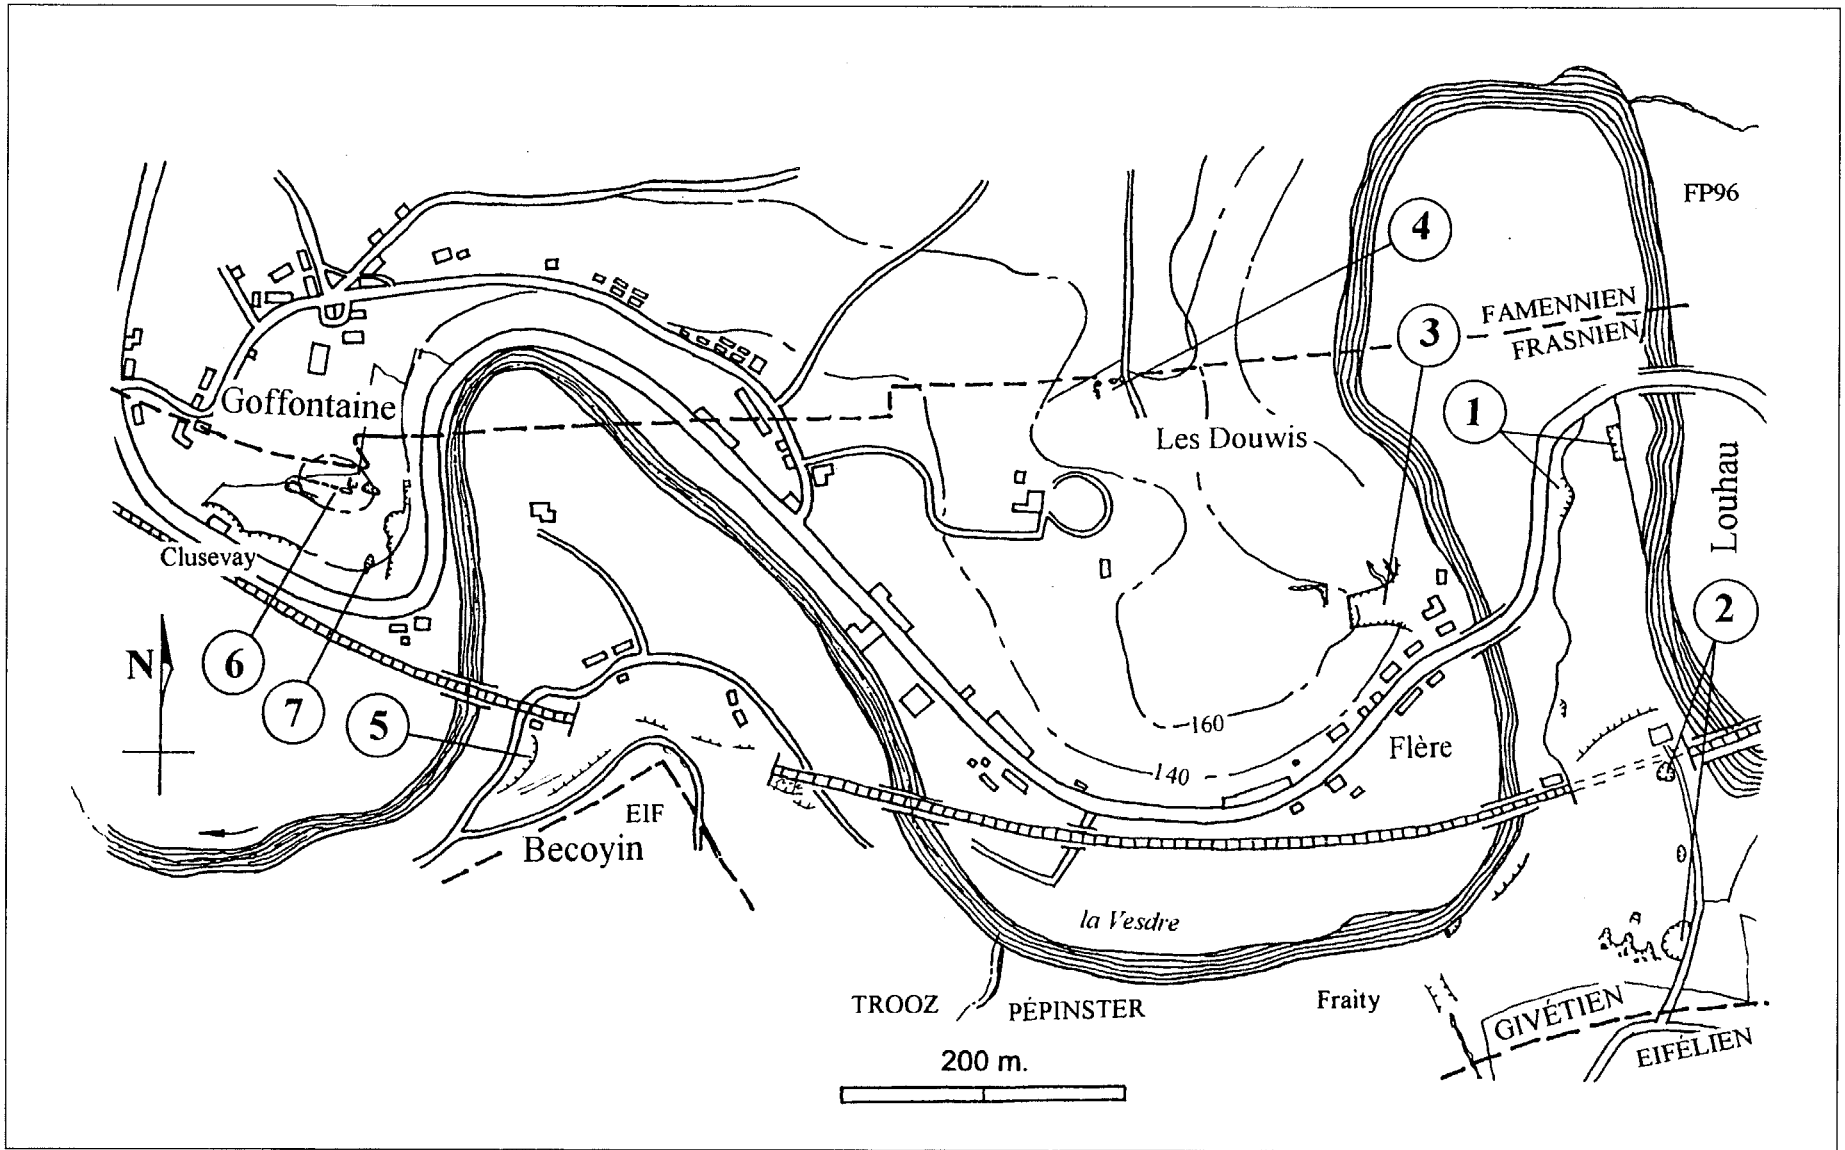 FP96
4
3
FAMENNIEN
FRASNIEN
1
Goffontaine
Les Douwis
Louhau
Clusevay
2
N
6
7
5
160
Flère
140
EIF
Becoyin
la Vesdre
TROOZ
PÉPINSTER
Fraity
GIVÉTIEN
EIFÉLIEN
200 m.